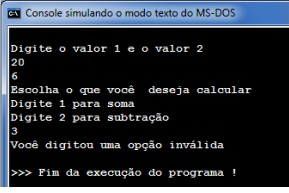 Console simulando o modo texto do MS-DOS
Digite o valor 1 e o valor 2
20
6
Escolha o que você deseja calcular
Digite 1 para soma
Digite 2 para subtração
3
Você digitou uma opção inválida
>>> Fim da execução do programa !